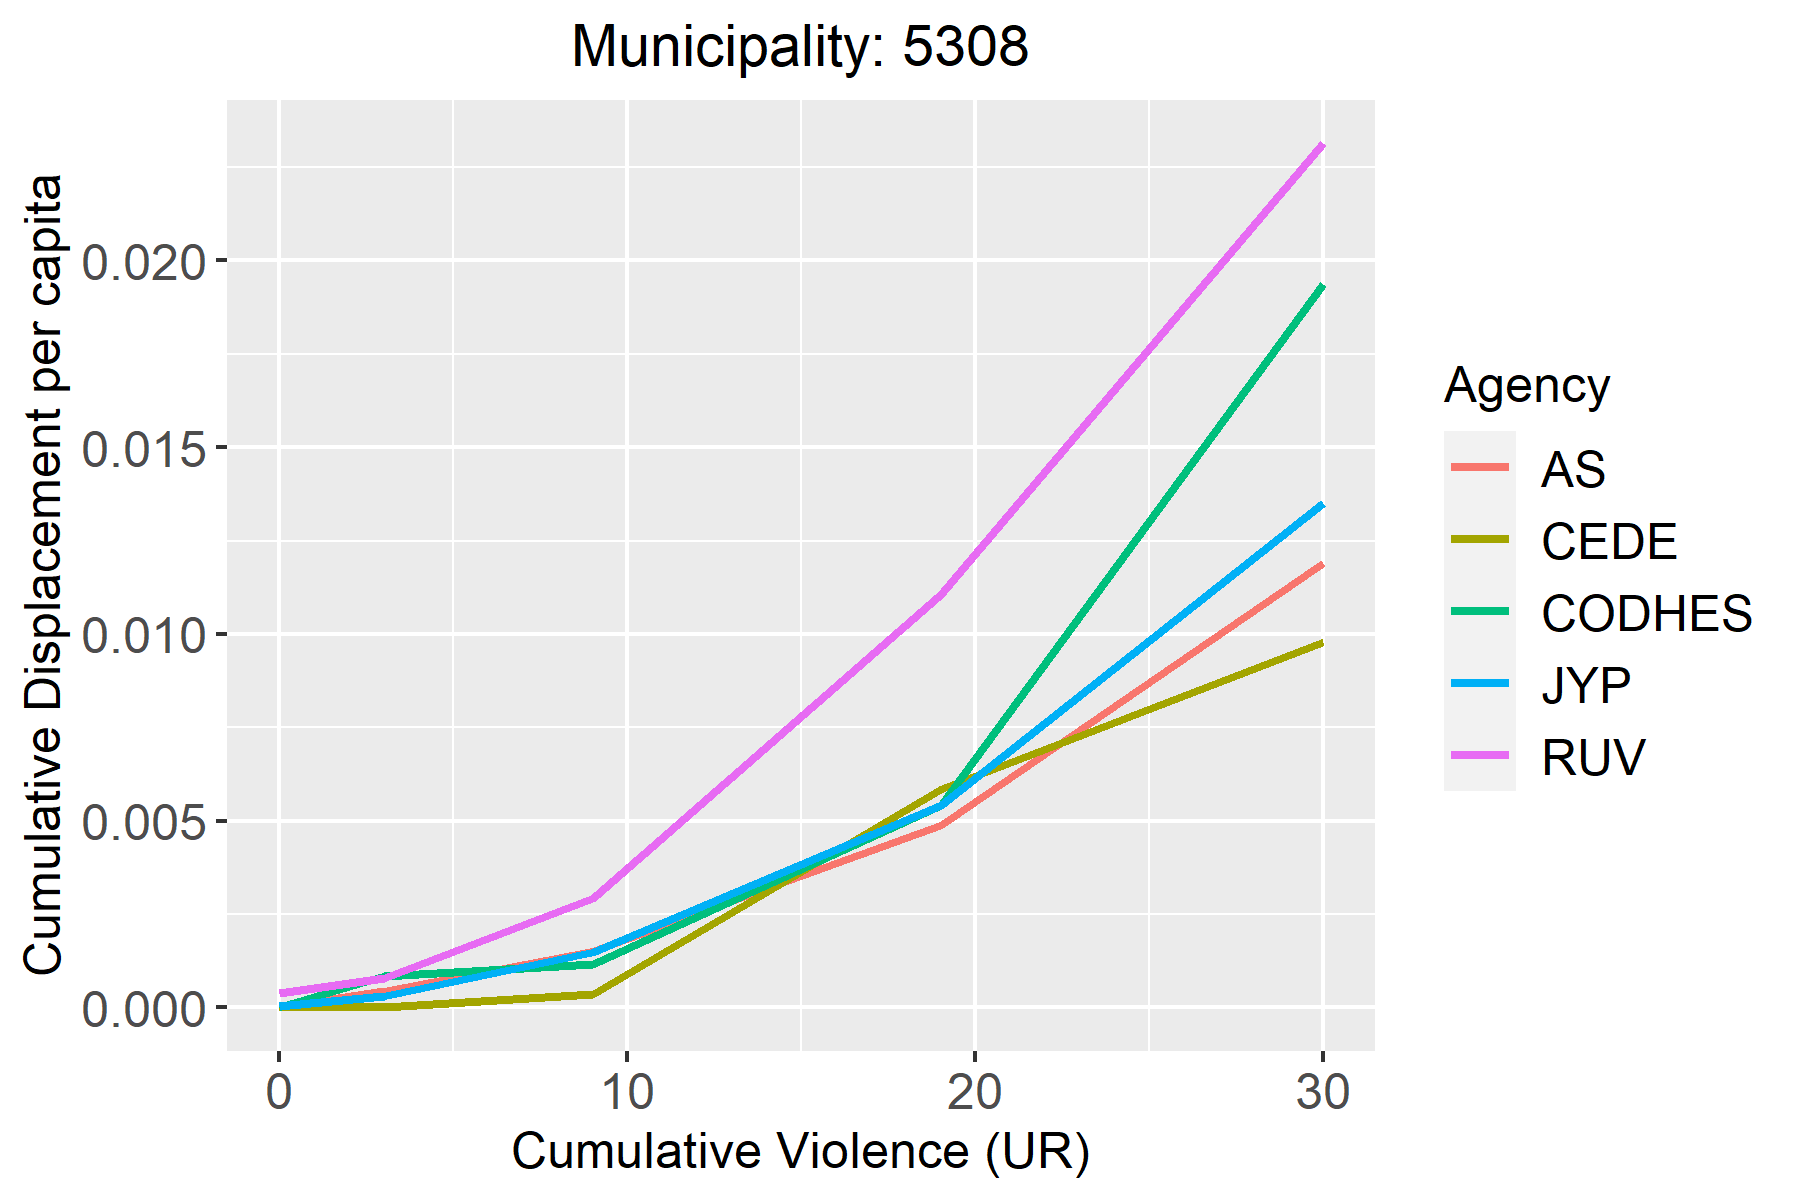 Municipality: 5308
Cumulative Displacement per capita
0.020
0.015
0.010
0.005
0.000
0 10 20 30
Cumulative Violence (UR)
Agency
AS
CEDE
CODHES
JYP
RUV